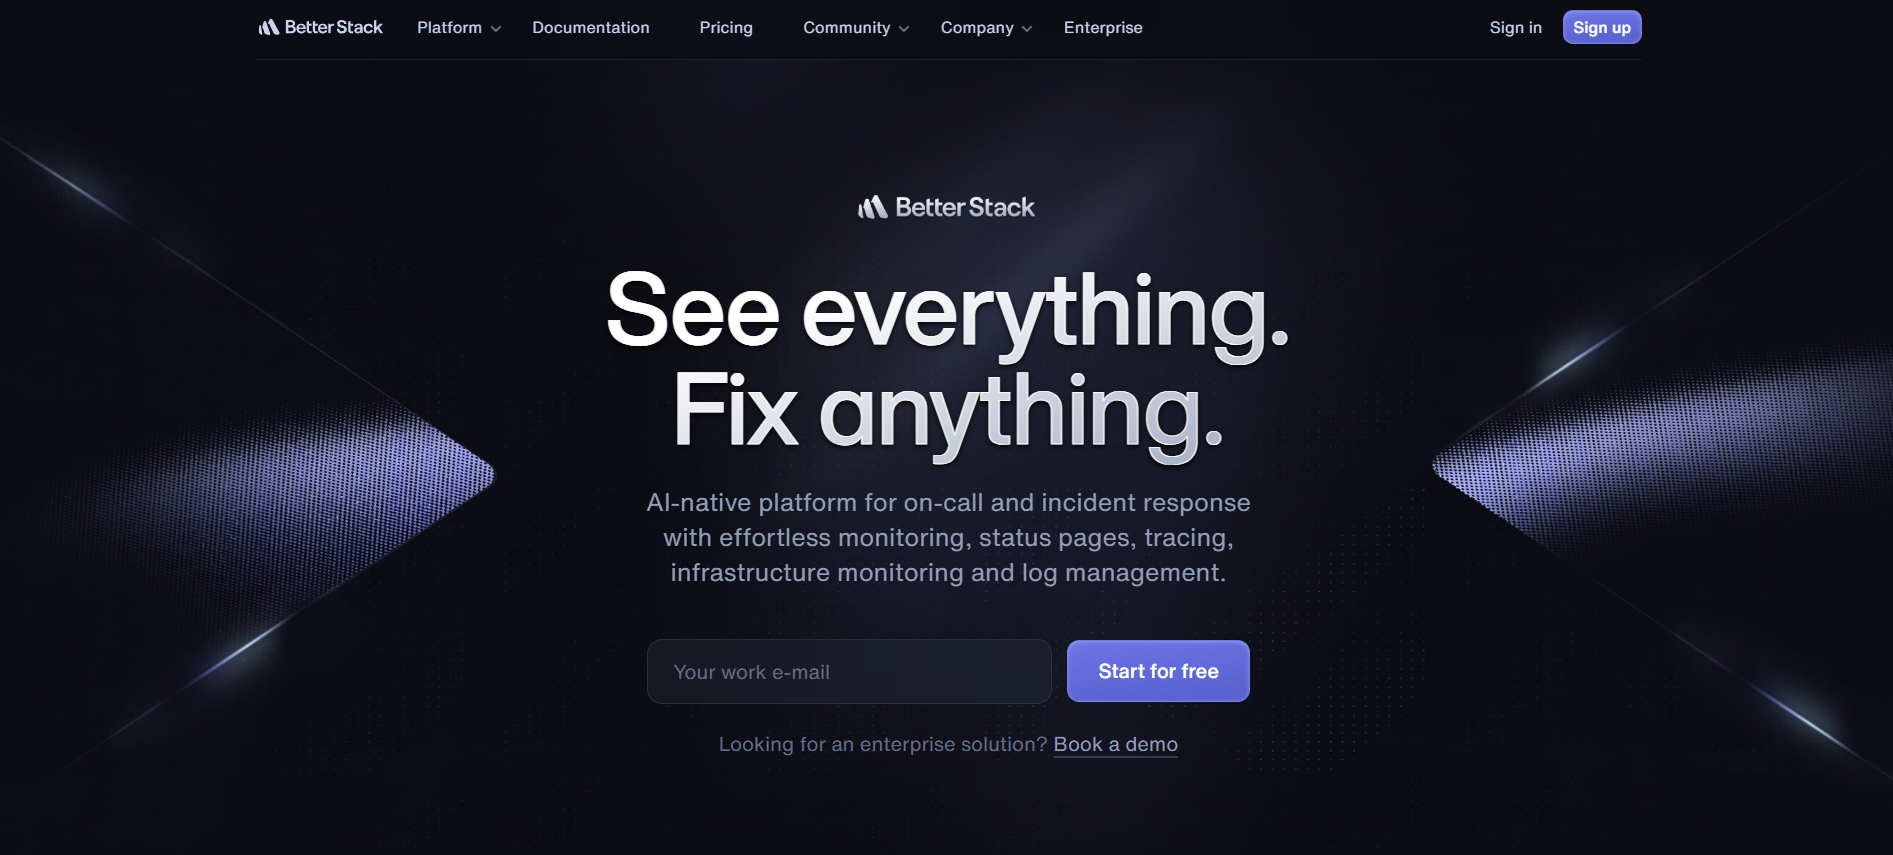 Better Stack Platform Documentation Pricing Community Company Enterprise Sign in Sign up
Better Stack
See everything.
Fix anything.
AI-native platform for on-call and incident response
with effortless monitoring, status pages, tracing,
infrastructure monitoring and log management.
Your work e-mail Start for free
Looking for an enterprise solution? Book a demo